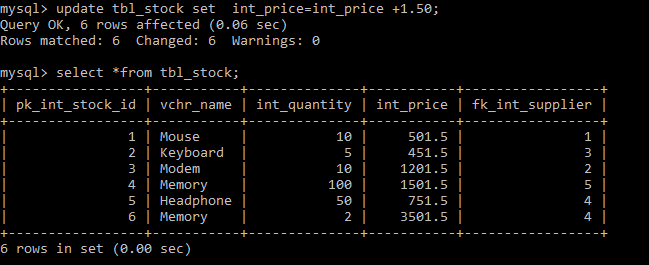 mysql> update tbl_stock set  int_price=int_price +1.50;
Query OK, 6 rows affected (0.06 sec)
Rows matched: 6  Changed: 6  Warnings: 0

mysql> select *from tbl_stock;
+-----------------+-----------+--------------+-----------+-----------------+
| pk_int_stock_id | vchr_name | int_quantity | int_price | fk_int_supplier |
+-----------------+-----------+--------------+-----------+-----------------+
|               1 | Mouse     |           10 |     501.5 |               1 |
|               2 | Keyboard  |            5 |     451.5 |               3 |
|               3 | Modem     |           10 |    1201.5 |               2 |
|               4 | Memory    |          100 |    1501.5 |               5 |
|               5 | Headphone |           50 |     751.5 |               4 |
|               6 | Memory    |            2 |    3501.5 |               4 |
+-----------------+-----------+--------------+-----------+-----------------+
6 rows in set (0.00 sec)